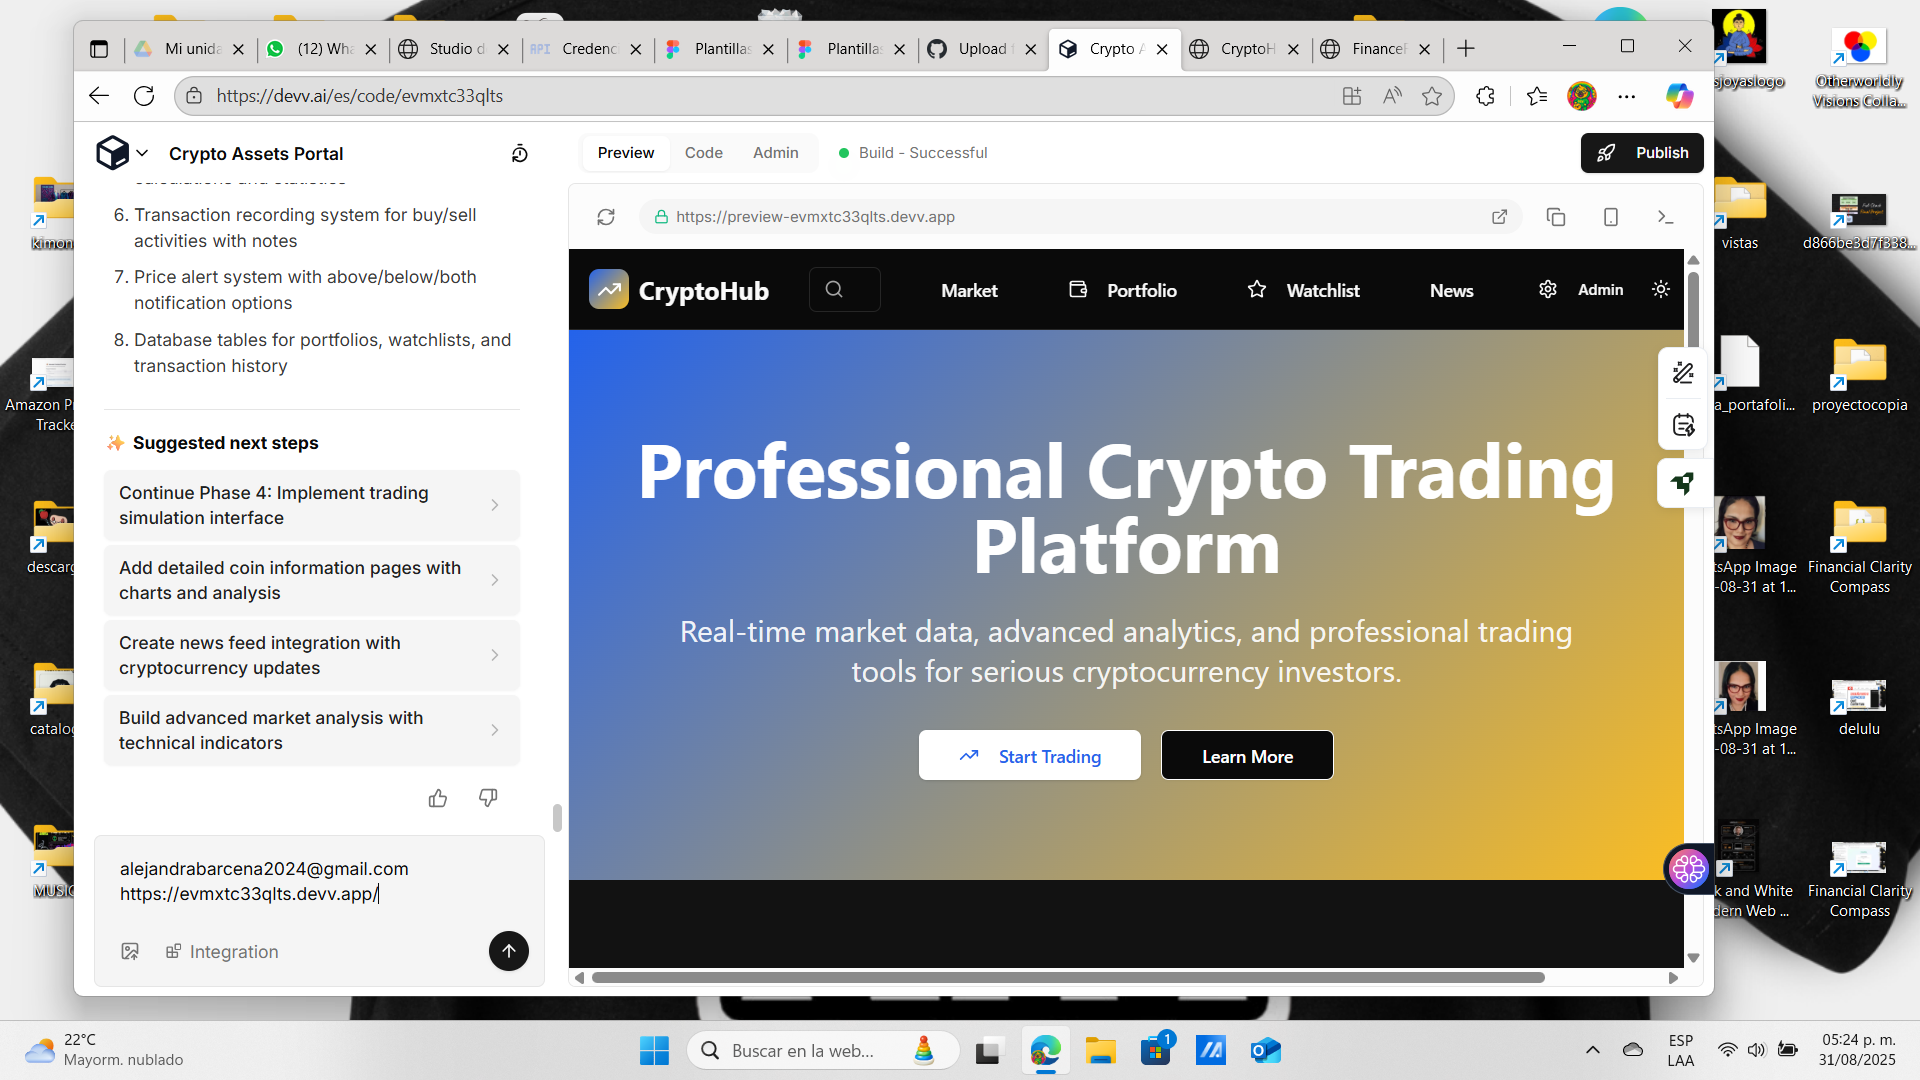 Mi unida
(12) Wha
Studio d
Credenc
Plantillas
Plantillas
Upload f
Crypto A
CryptoH
FinanceF
https://devv.ai/es/code/evmxtc33qlts
Crypto Assets Portal
Preview
Code
Admin
Build - Successful
Publish
6. Transaction recording system for buy/sell
activities with notes
7. Price alert system with above/below/both
notification options
8. Database tables for portfolios, watchlists, and
transaction history
Suggested next steps
Continue Phase 4: Implement trading
simulation interface
Add detailed coin information pages with
charts and analysis
Create news feed integration with
cryptocurrency updates
Build advanced market analysis with
technical indicators
alejandrabarcena2024@gmail.com
https://evmxtc33qlts.devv.app/
Integration
https://preview-evmxtc33qlts.devv.app
CryptoHub
Market
Portfolio
Watchlist
News
Admin
Professional Crypto Trading
Platform
Real-time market data, advanced analytics, and professional trading
tools for serious cryptocurrency investors.
Start Trading
Learn More
kimon
Amazon P
Tracke
descarg
catalog
MUSIC
sjoyaslogo
Otherworldly
Visions Colla...
vistas
d866be3d7f338...
a_portafoli...
proyectocopia
tsApp Image
-08-31 at 1...
Financial Clarity
Compass
tsApp Image
-08-31 at 1...
delulu
k and White
dern Web ...
Financial Clarity
Compass
22°C
Mayorm. nublado
Buscar en la web...
1
ESP
LAA
05:24 p. m.
31/08/2025